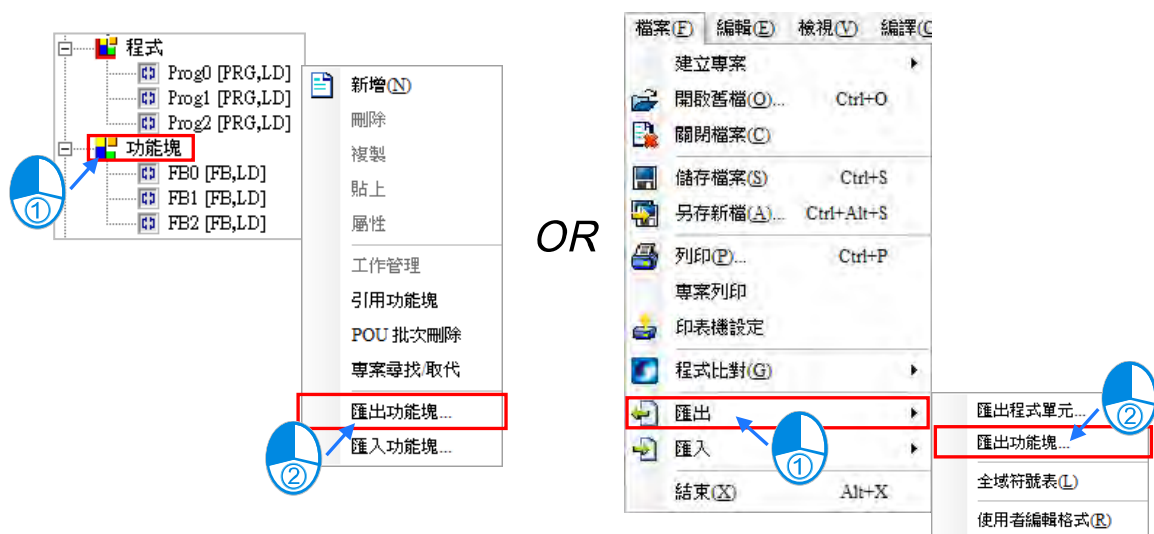 程式
Prog0 [PRG,LD]
Prog1 [PRG,LD]
Prog2 [PRG,LD]
功能塊
FB0 [FB,LD]
FB1 [FB,LD]
FB2 [FB,LD]
①
新增(N)
刪除
複製
貼上
屬性
工作管理
引用功能塊
POU 批次刪除
專案尋找/取代
匯出功能塊...
匯入功能塊...
②
OR
檔案(F) 編輯(E) 檢視(V) 編譯(C
建立專案
開啟舊檔(O)... Ctrl+O
關閉檔案(C)
儲存檔案(S) Ctrl+S
另存新檔(A)... Ctrl+Alt+S
列印(P)... Ctrl+P
專案列印
印表機設定
程式比對(G)
匯出
匯入
①
結束(X) Alt+X
匯出程式單元...
②
匯出功能塊...
全域符號表(L)
使用者編輯格式(R)